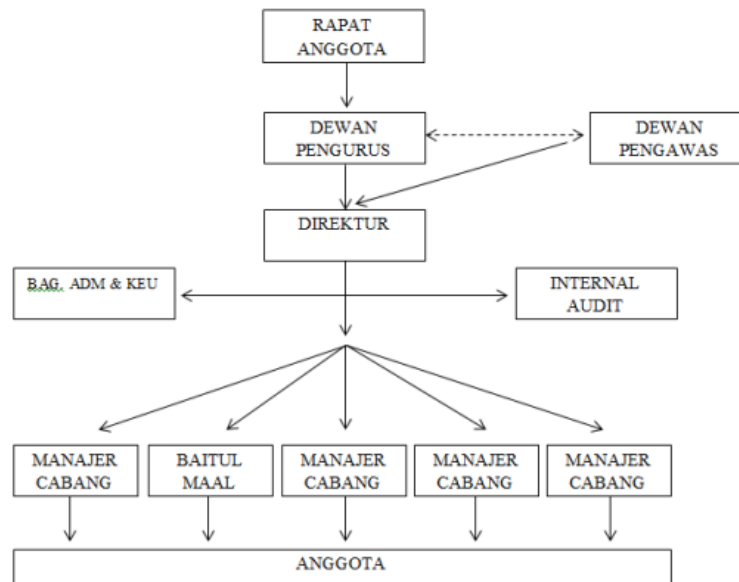 RAPAT
ANGGOTA
DEWAN
PENGURUS
DEWAN
PENGAWAS
DIREKTUR
BAG. ADM & KEU
INTERNAL
AUDIT
MANAJER
CABANG
BAITUL
MAAL
MANAJER
CABANG
MANAJER
CABANG
MANAJER
CABANG
ANGGOTA